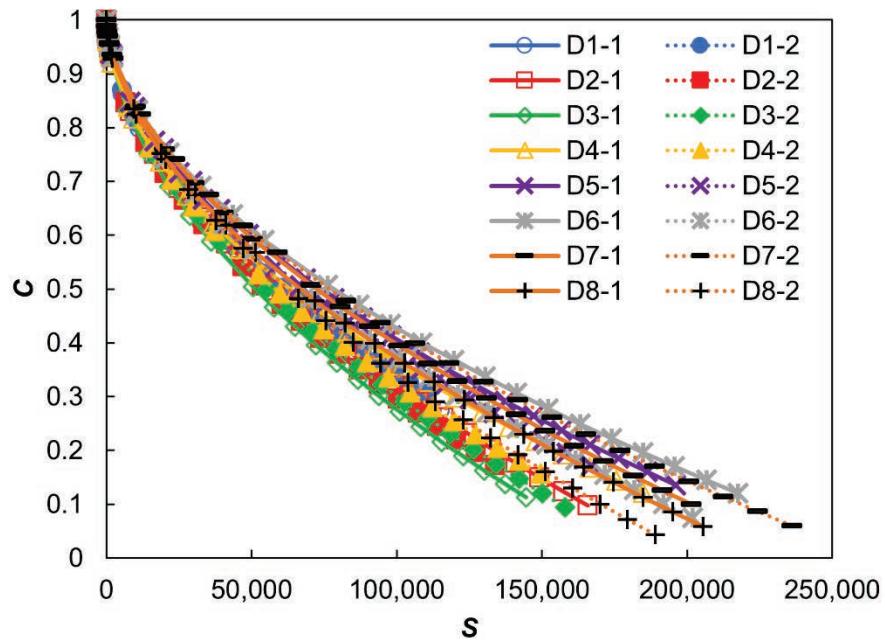 1
0.9
0.8
0.7
0.6
0.5
0.4
0.3
0.2
0.1
0
C
D1-1 D1-2
D2-1 D2-2
D3-1 D3-2
D4-1 D4-2
D5-1 D5-2
D6-1 D6-2
D7-1 D7-2
D8-1 D8-2
0 50,000 100,000 150,000 200,000 250,000
S